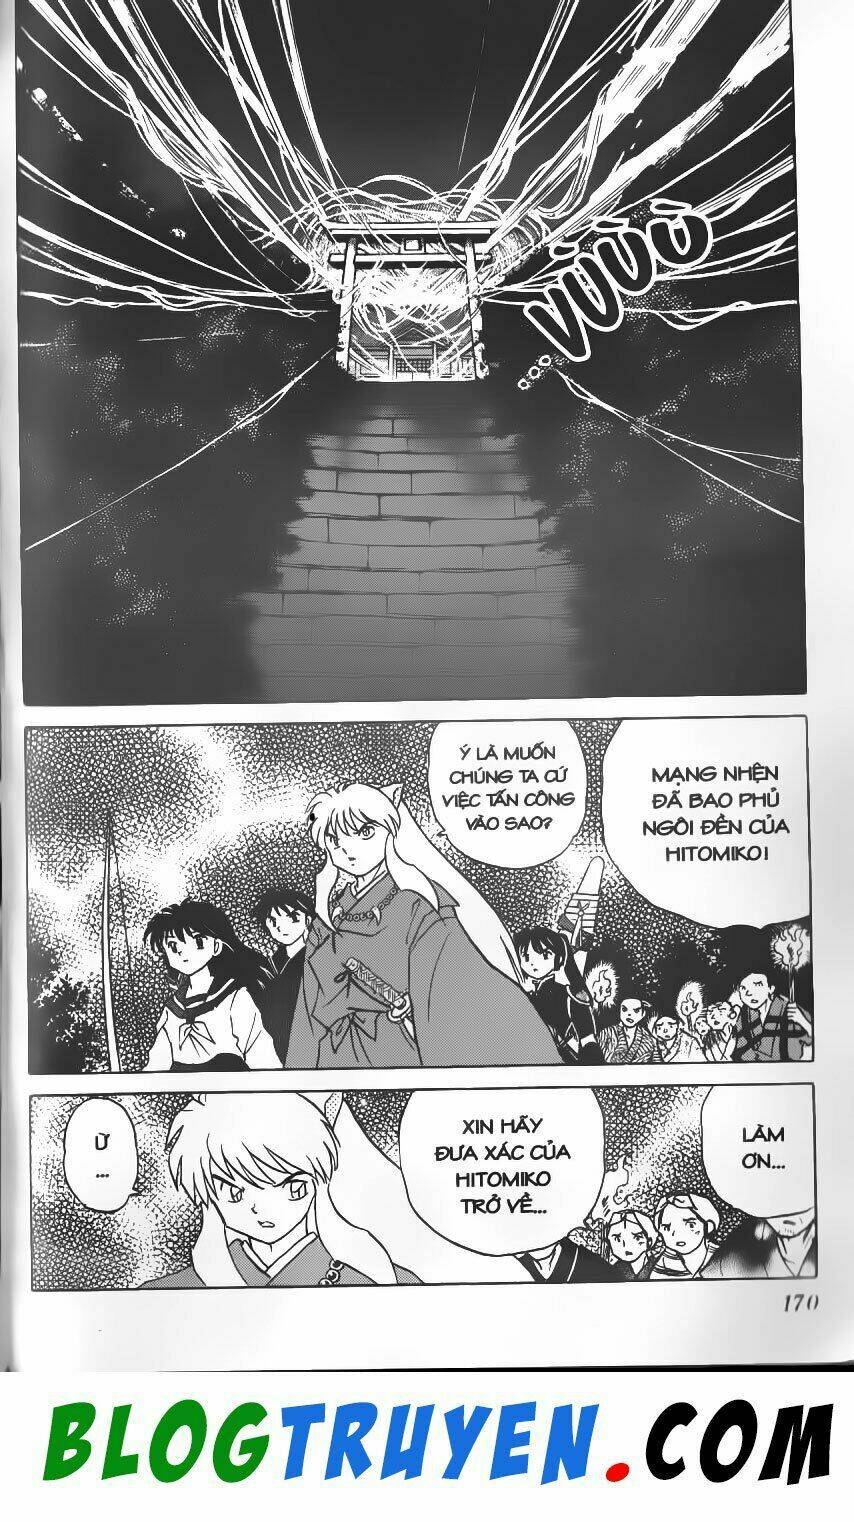 VÙÙÙ
MẠNG NHỆN
ĐÃ BAO PHỦ
NGÔI ĐỀN CỦA
HITOMIKO!
Ý LÀ MUỐN
CHÚNG TA CỨ
VIỆC TẤN CÔNG
VÀO SAO?
LÀM
ƠN...
XIN HÃY
ĐƯA XÁC CỦA
HITOMIKO
TRỞ VỀ...
Ừ
...
170
BLOGTRUYEN.COM